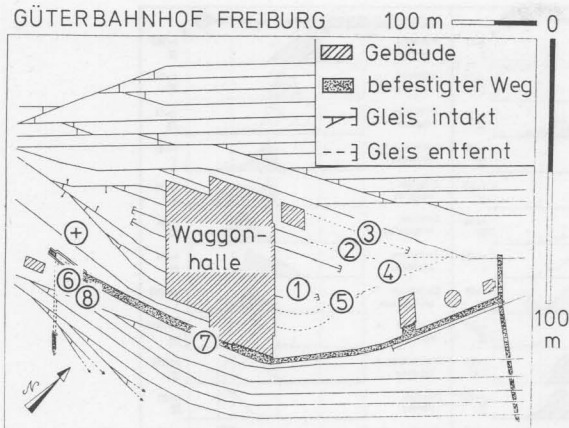 GÜTERBAHNHOF FREIBURG 100 m 0
Gebäude
befestigter Weg
Gleis intakt
Gleis entfernt
+
Waggon-
halle
3
2
4
1
5
6
8
7
100
m
N